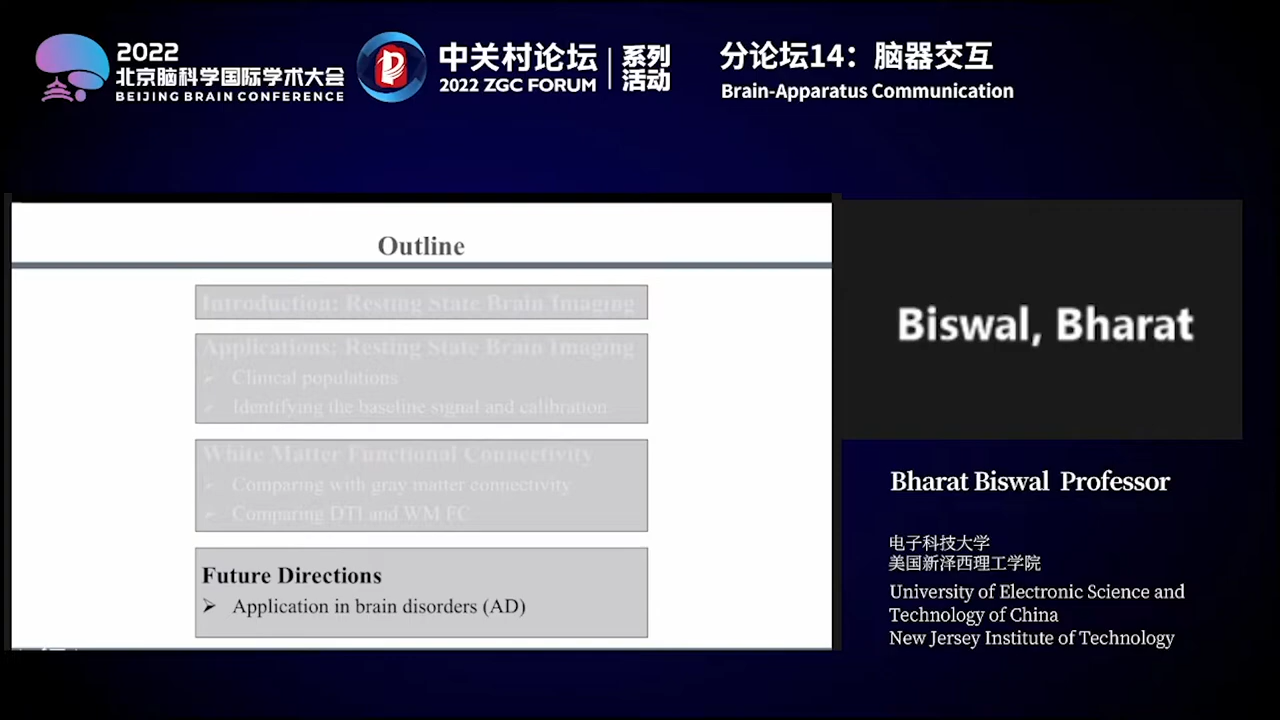 2022
北京脑科学国际学术大会
BEIJING BRAIN CONFERENCE
中关村论坛
2022 ZGC FORUM
系列
活动
分论坛14：脑器交互
Brain-Apparatus Communication
Outline
Introduction: Resting State Brain Imaging
Applications: Resting State Brain Imaging
Clinical populations
Identifying the baseline signal and calibration
White Matter Functional Connectivity
Comparing with gray matter connectivity
Comparing DTI and WM FC
Future Directions
Application in brain disorders (AD)
Biswal, Bharat
Bharat Biswal Professor
电子科技大学
美国新泽西理工学院
University of Electronic Science and
Technology of China
New Jersey Institute of Technology